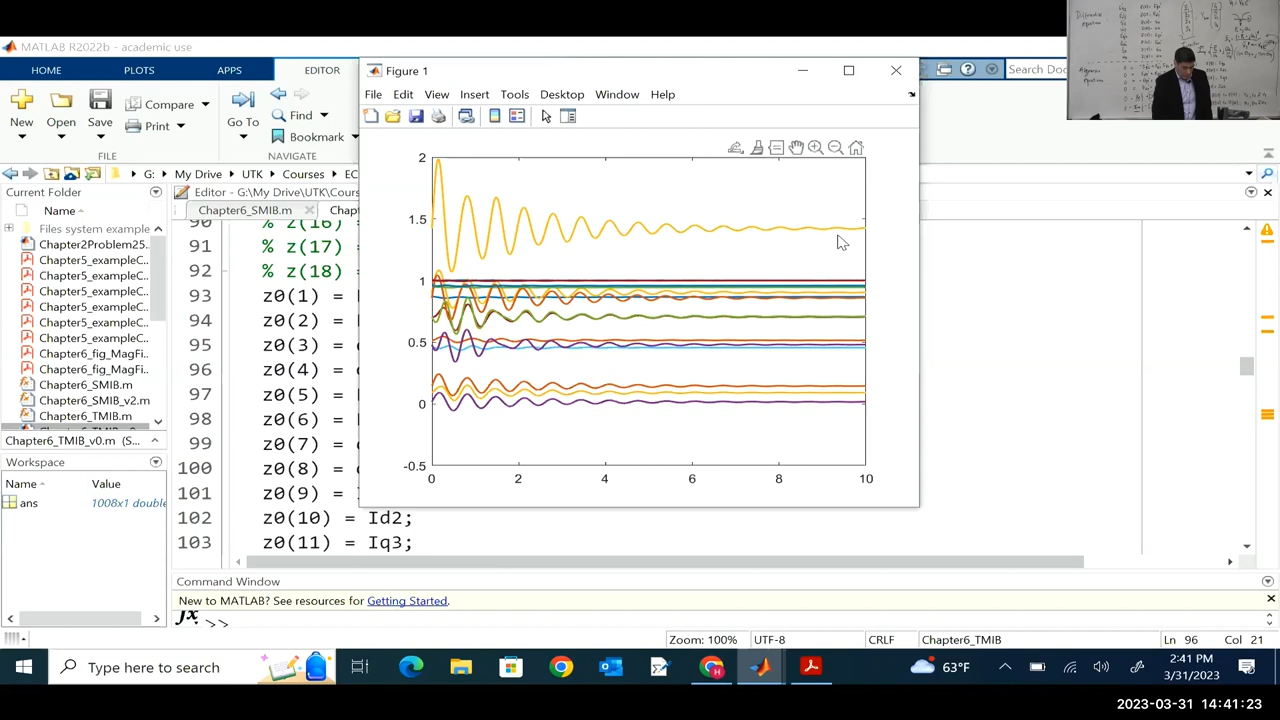 MATLAB R2022b - academic use
HOME PLOTS APPS EDITOR Search Doc
New Open Save Compare Print Go To Find Bookmark
FILE NAVIGATE
G: My Drive UTK Courses EC
Current Folder
Name
Files system example
Chapter2Problem25..
Chapter5_exampleC..
Chapter5_exampleC..
Chapter5_exampleC..
Chapter5_exampleC..
Chapter5_exampleC..
Chapter5_exampleC..
Chapter6_fig_MagFi..
Chapter6_fig_MagFi..
Chapter6_SMIB.m
Chapter6_SMIB_v2.m
Chapter6_TMIB.m
Chapter6_TMIB_v0.m (S...
Workspace
Name Value
ans 1008x1 double
Editor - G:\My Drive\UTK\Cours
Chapter6_SMIB.m Chap
90 % z(16)
91 % z(17) =
92 % z(18) =
93 z0(1) =
94 z0(2) =
95 z0(3) =
96 z0(4) =
97 z0(5) =
98 z0(6) =
99 z0(7) =
100 z0(8) =
101 z0(9) =
102 z0(10) = Id2;
103 z0(11) = Iq3;
Figure 1
File Edit View Insert Tools Desktop Window Help
2
1.5
1
0.5
0
-0.5
0 2 4 6 8 10
Command Window
New to MATLAB? See resources for Getting Started.
fx >>
Zoom: 100% UTF-8 CRLF Chapter6_TMIB Ln 96 Col 21
Type here to search
63°F
2:41 PM
3/31/2023
2023-03-31 14:41:23